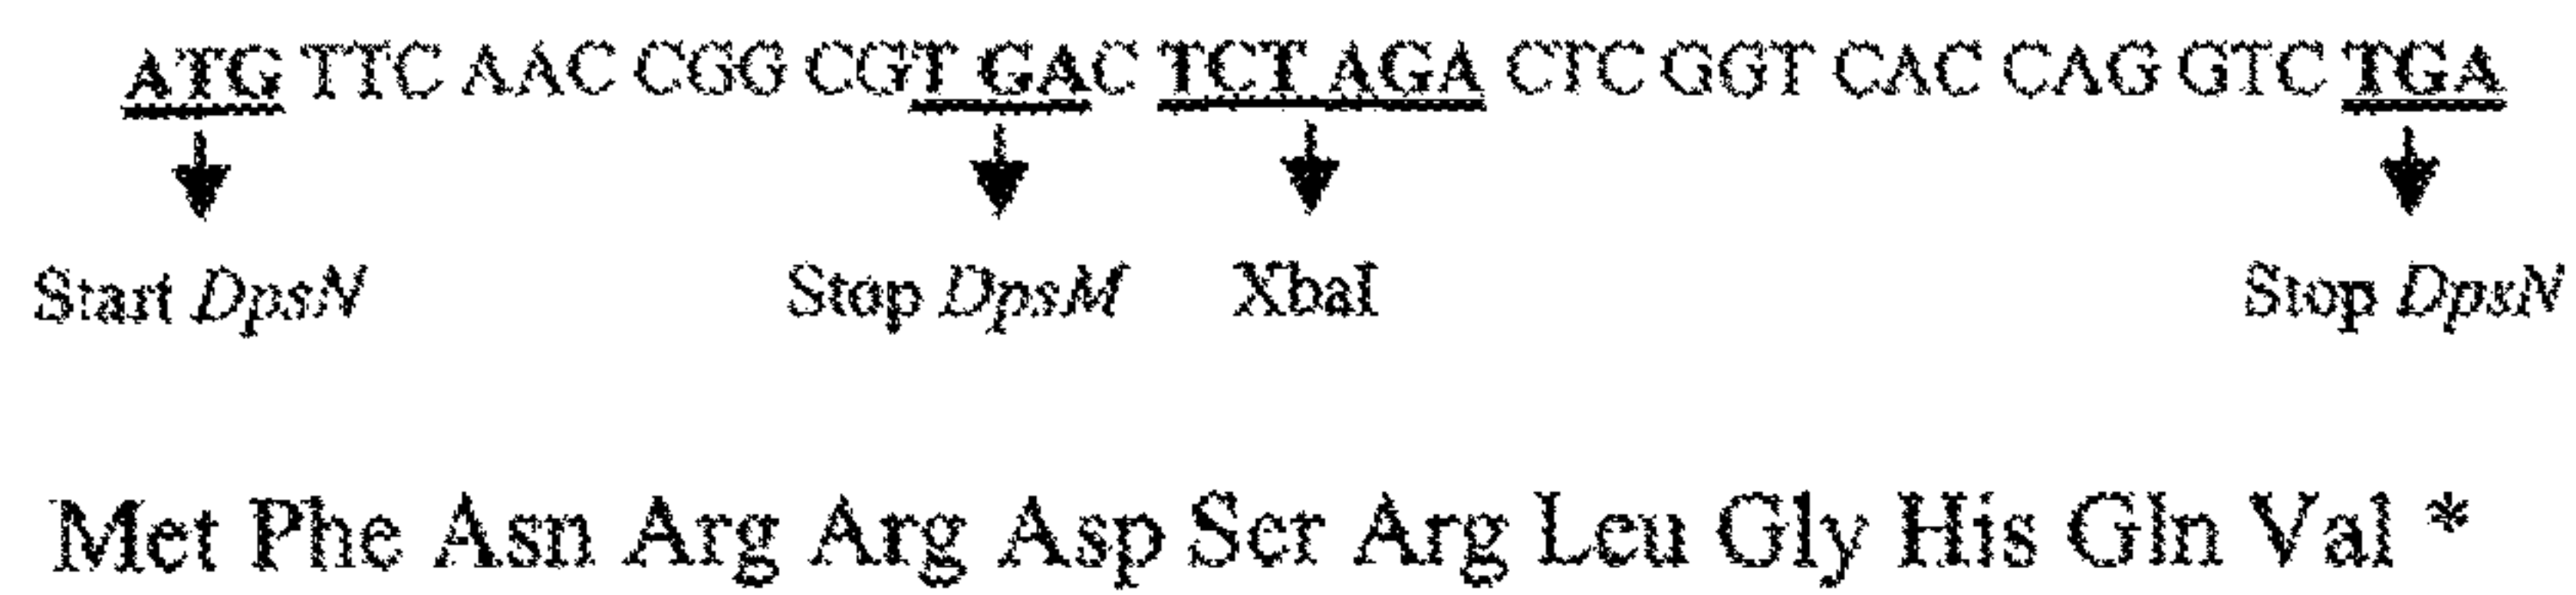 ATG TTC AAC CGG CGT GAC TCT AGA CTC GGT CAC CAG GTC TGA
Start DpsN Stop DpsM XbaI Stop DpsN
Met Phe Asn Arg Arg Asp Ser Arg Leu Gly His Gln Val *